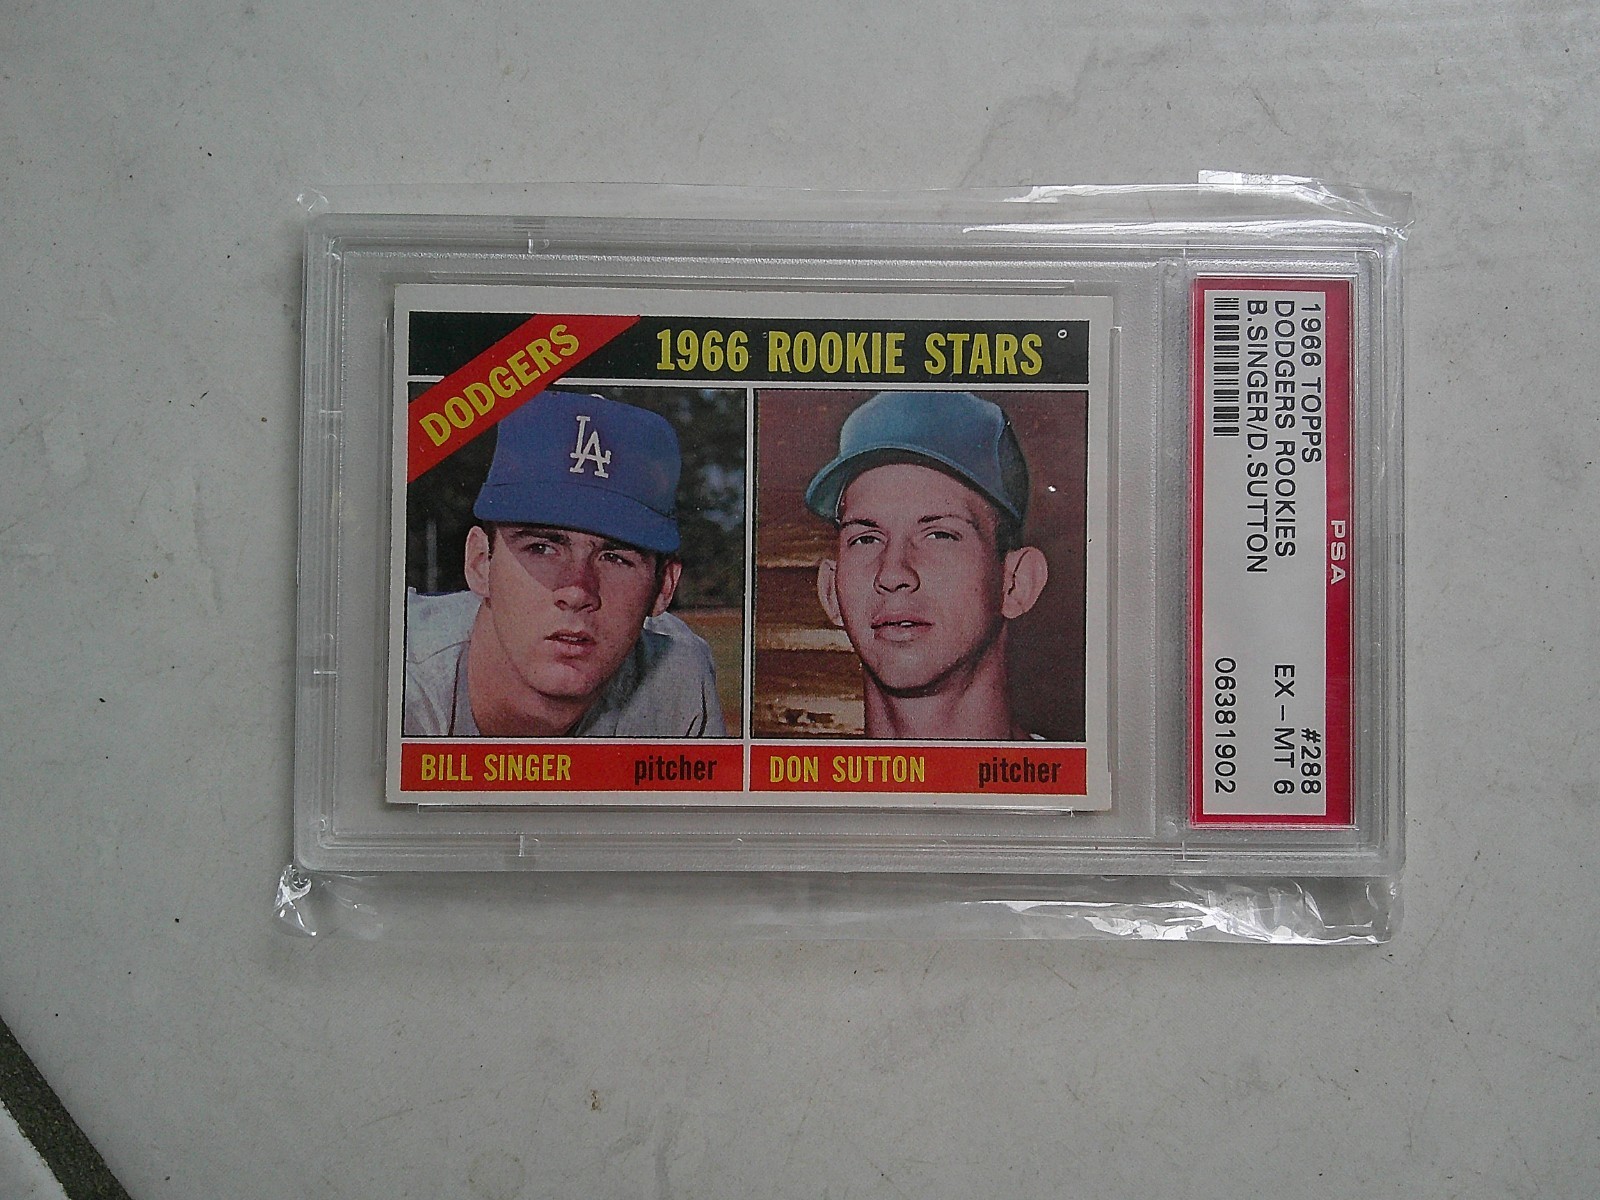 DODGERS
1966 ROOKIE STARS
LA
BILL SINGER pitcher
DON SUTTON pitcher
PSA
1966 TOPPS #288
DODGERS ROOKIES EX - MT 6
B.SINGER/D.SUTTON
06381902